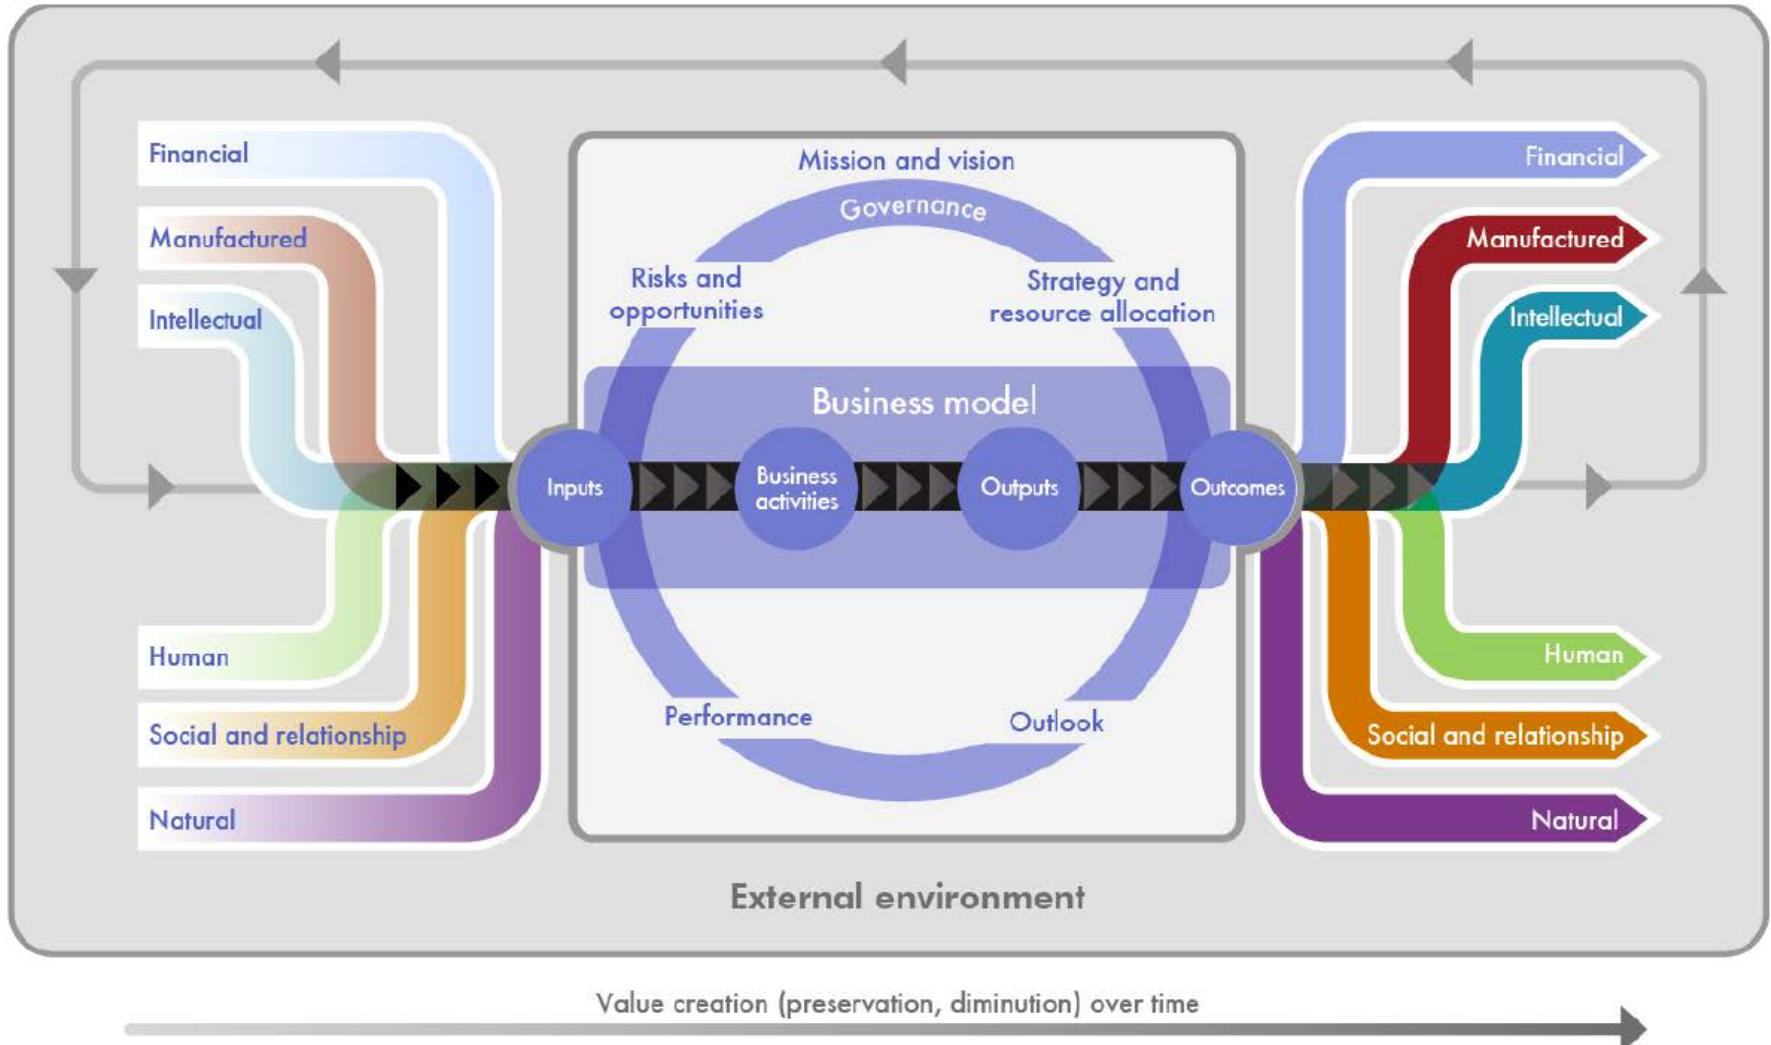 Financial
Manufactured
Intellectual
Human
Social and relationship
Natural
Mission and vision
Governance
Risks and
opportunities
Strategy and
resource allocation
Business model
Inputs
Business
activities
Outputs
Outcomes
Performance
Outlook
Financial
Manufactured
Intellectual
Human
Social and relationship
Natural
External environment
Value creation (preservation, diminution) over time